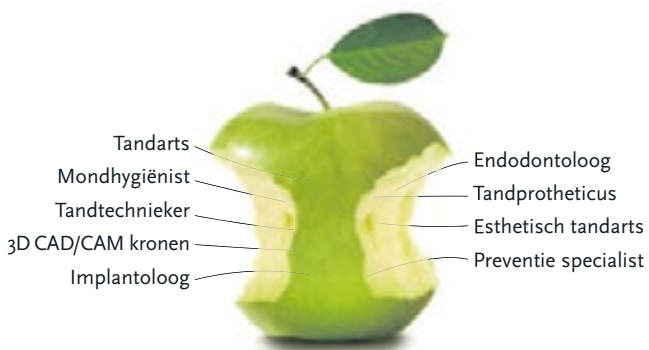 Tandarts
Mondhygiënist
Tandtechnieker
3D CAD/CAM kronen
Implantoloog
Endodontoloog
Tandprotheticus
Esthetisch tandarts
Preventie specialist